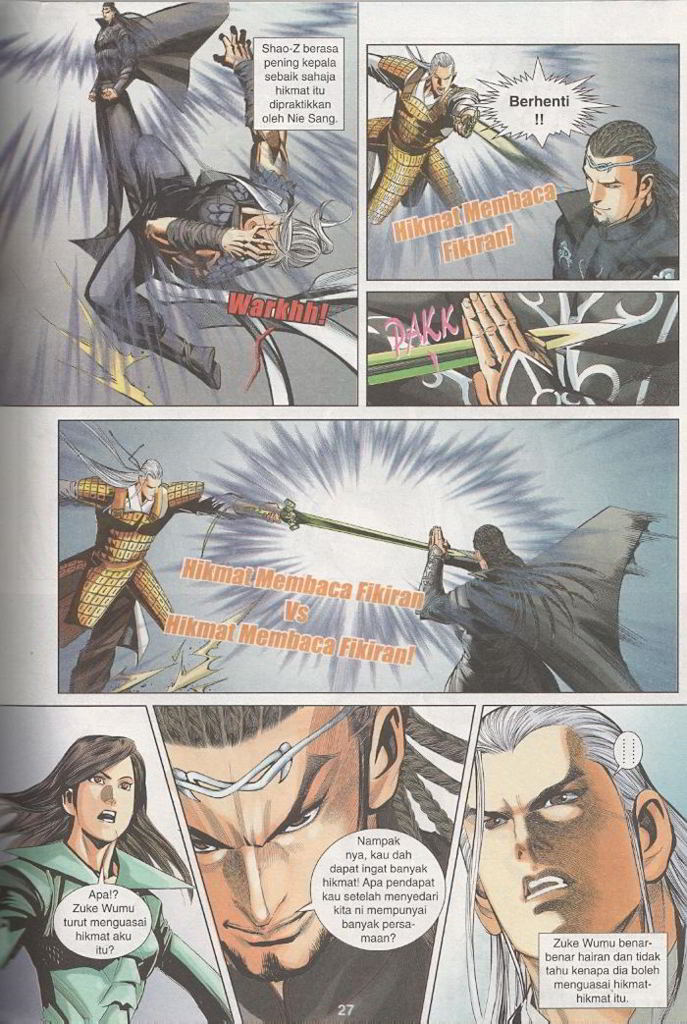 Shao-Z berasa
pening kepala
sebaik sahaja
hikmat itu
dipraktikkan
oleh Nie Sang.
Warkhh!
Berhenti
!!
Hikmat Membaca
Fikiran!
DAKK
Hikmat Membaca Fikiran
Vs
Hikmat Membaca Fikiran!
Apa!?
Zuke Wumu
turut menguasai
hikmat aku
itu?
Nampak
nya, kau dah
dapat ingat banyak
hikmat! Apa pendapat
kau setelah menyedari
kita ni mempunyai
banyak persa-
maan?
Zuke Wumu benar-
benar hairan dan tidak
tahu kenapa dia boleh
menguasai hikmat-
hikmat itu.
27